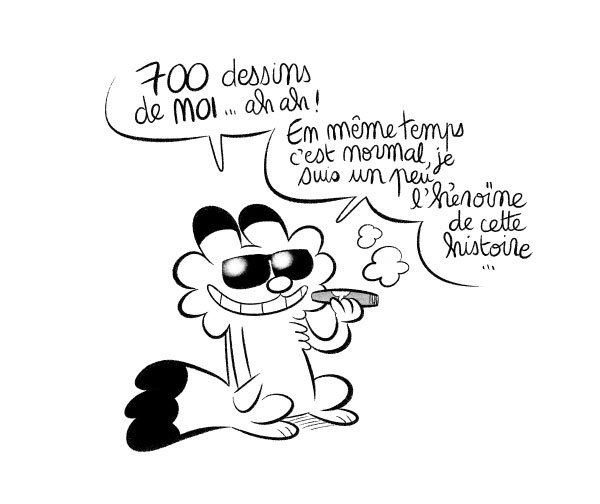 700 dessins
de MOI... ah ah !
En même temps
c'est normal, je
suis un peu
l'héroïne
de cette
histoire
...